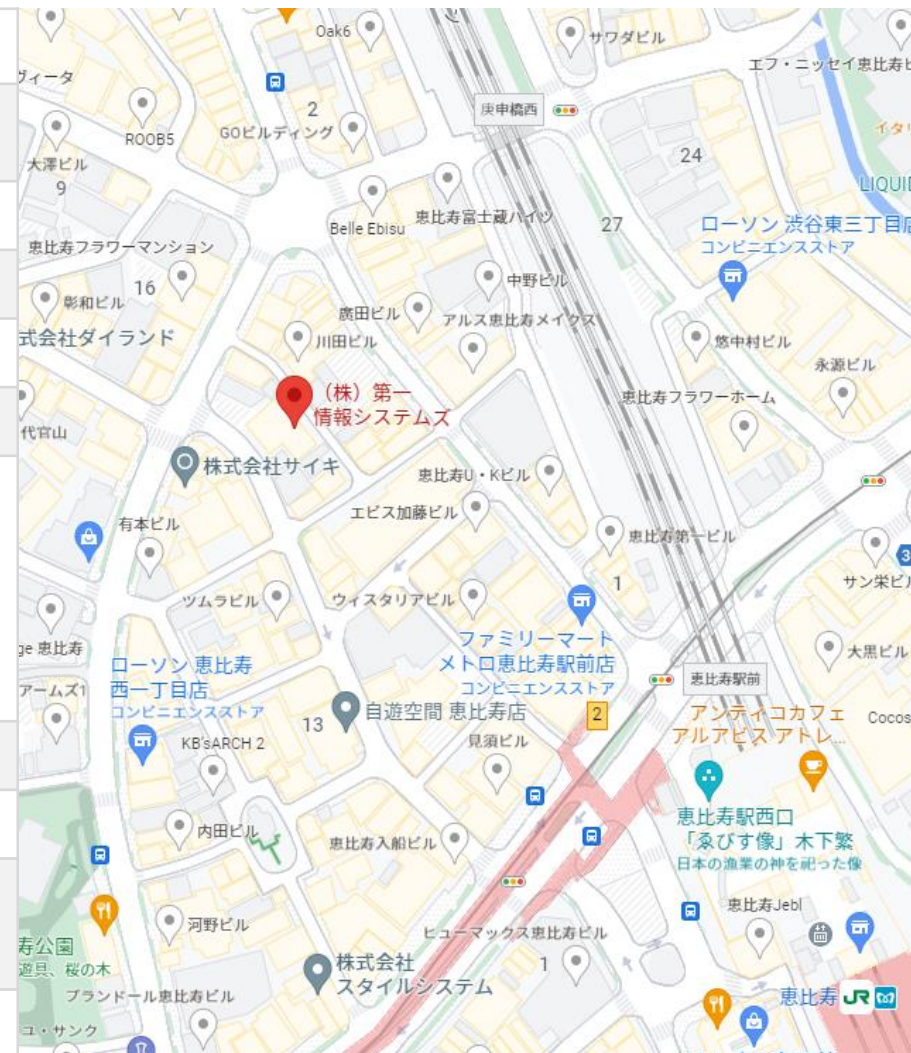 Oak6
サワダビル
エフ・ニッセイ恵比寿ビ
ヴィータ
庚申橋西
2
GOビルディング
ROOB5
大澤ビル
9
24
LIQUID
Belle Ebisu
恵比寿富士蔵ハイツ
27
ローソン 渋谷東三丁目店
コンビニエンスストア
恵比寿フラワーマンション
16
中野ビル
彰和ビル
廣田ビル
アルス恵比寿メイクス
式会社ダイランド
川田ビル
悠中村ビル
永源ビル
（株）第一
情報システムズ
恵比寿フラワーホーム
代官山
株式会社サイキ
恵比寿U・Kビル
エビス加藤ビル
有本ビル
恵比寿第一ビル
3
サン栄ビル
1
ツムラビル
ウィスタリアビル
ge 恵比寿
ファミリーマート
メトロ恵比寿駅前店
コンビニエンスストア
大黒ビル
ローソン 恵比寿
西一丁目店
コンビニエンスストア
恵比寿駅前
アームズ1
13
自遊空間 恵比寿店
2
アンティコカフェ
アルアビス アトレ...
Cocos
KB'sARCH 2
見須ビル
恵比寿駅西口
「ゑびす像」木下繁
日本の漁業の神を祀った像
内田ビル
恵比寿入船ビル
恵比寿Jebl
河野ビル
ヒューマックス恵比寿ビル
寿公園
遊具、桜の木
株式会社
スタイルシステム
1
ブランドール恵比寿ビル
恵比寿 JR
ユ・サンク